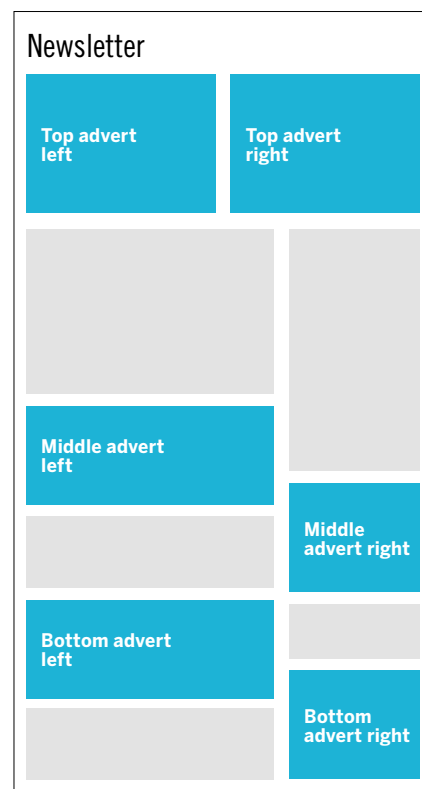 Newsletter
Top advert
left
Top advert
right
Middle advert
left
Middle
advert right
Bottom advert
left
Bottom
advert right